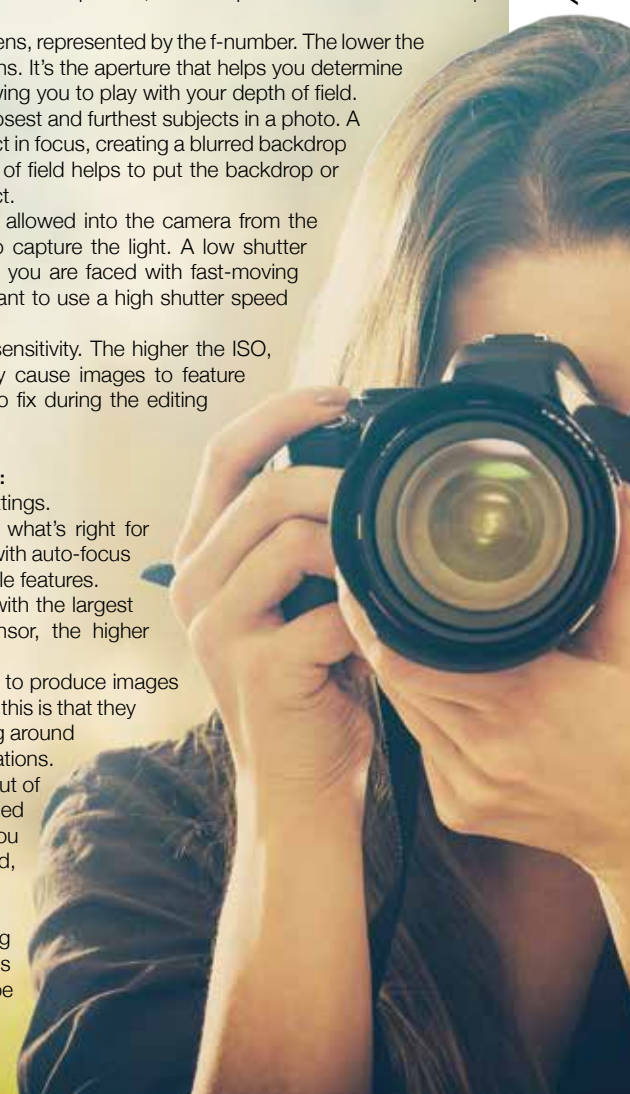 ens, represented by the f-number. The lower the
ns. It's the aperture that helps you determine
ving you to play with your depth of field.
osest and furthest subjects in a photo. A
ct in focus, creating a blurred backdrop
of field helps to put the backdrop or
ct.
allowed into the camera from the
o capture the light. A low shutter
you are faced with fast-moving
ant to use a high shutter speed
sensitivity. The higher the ISO,
y cause images to feature
o fix during the editing
:
ttings.
what's right for
with auto-focus
le features.
with the largest
nsor, the higher
to produce images
this is that they
g around
ations.
ut of
ed
ou
d,
g
s
be